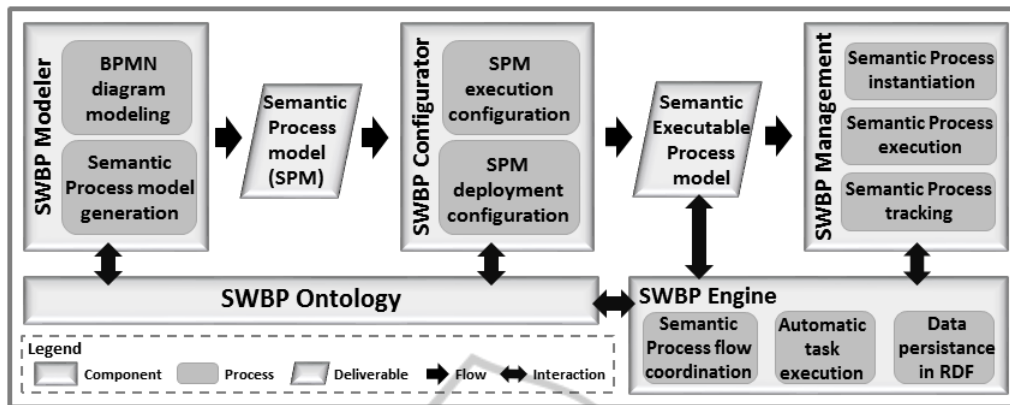 SWBP Modeler
BPMN
diagram
modeling
Semantic
Process model
generation
Semantic
Process
model
(SPM)
SWBP Configurator
SPM
execution
configuration
SPM
deployment
configuration
Semantic
Executable
Process
model
SWBP Management
Semantic Process
instantiation
Semantic Process
execution
Semantic Process
tracking
SWBP Ontology
SWBP Engine
Semantic
Process flow
coordination
Automatic
task
execution
Data
persistance
in RDF
Legend
Component
Process
Deliverable
Flow
Interaction